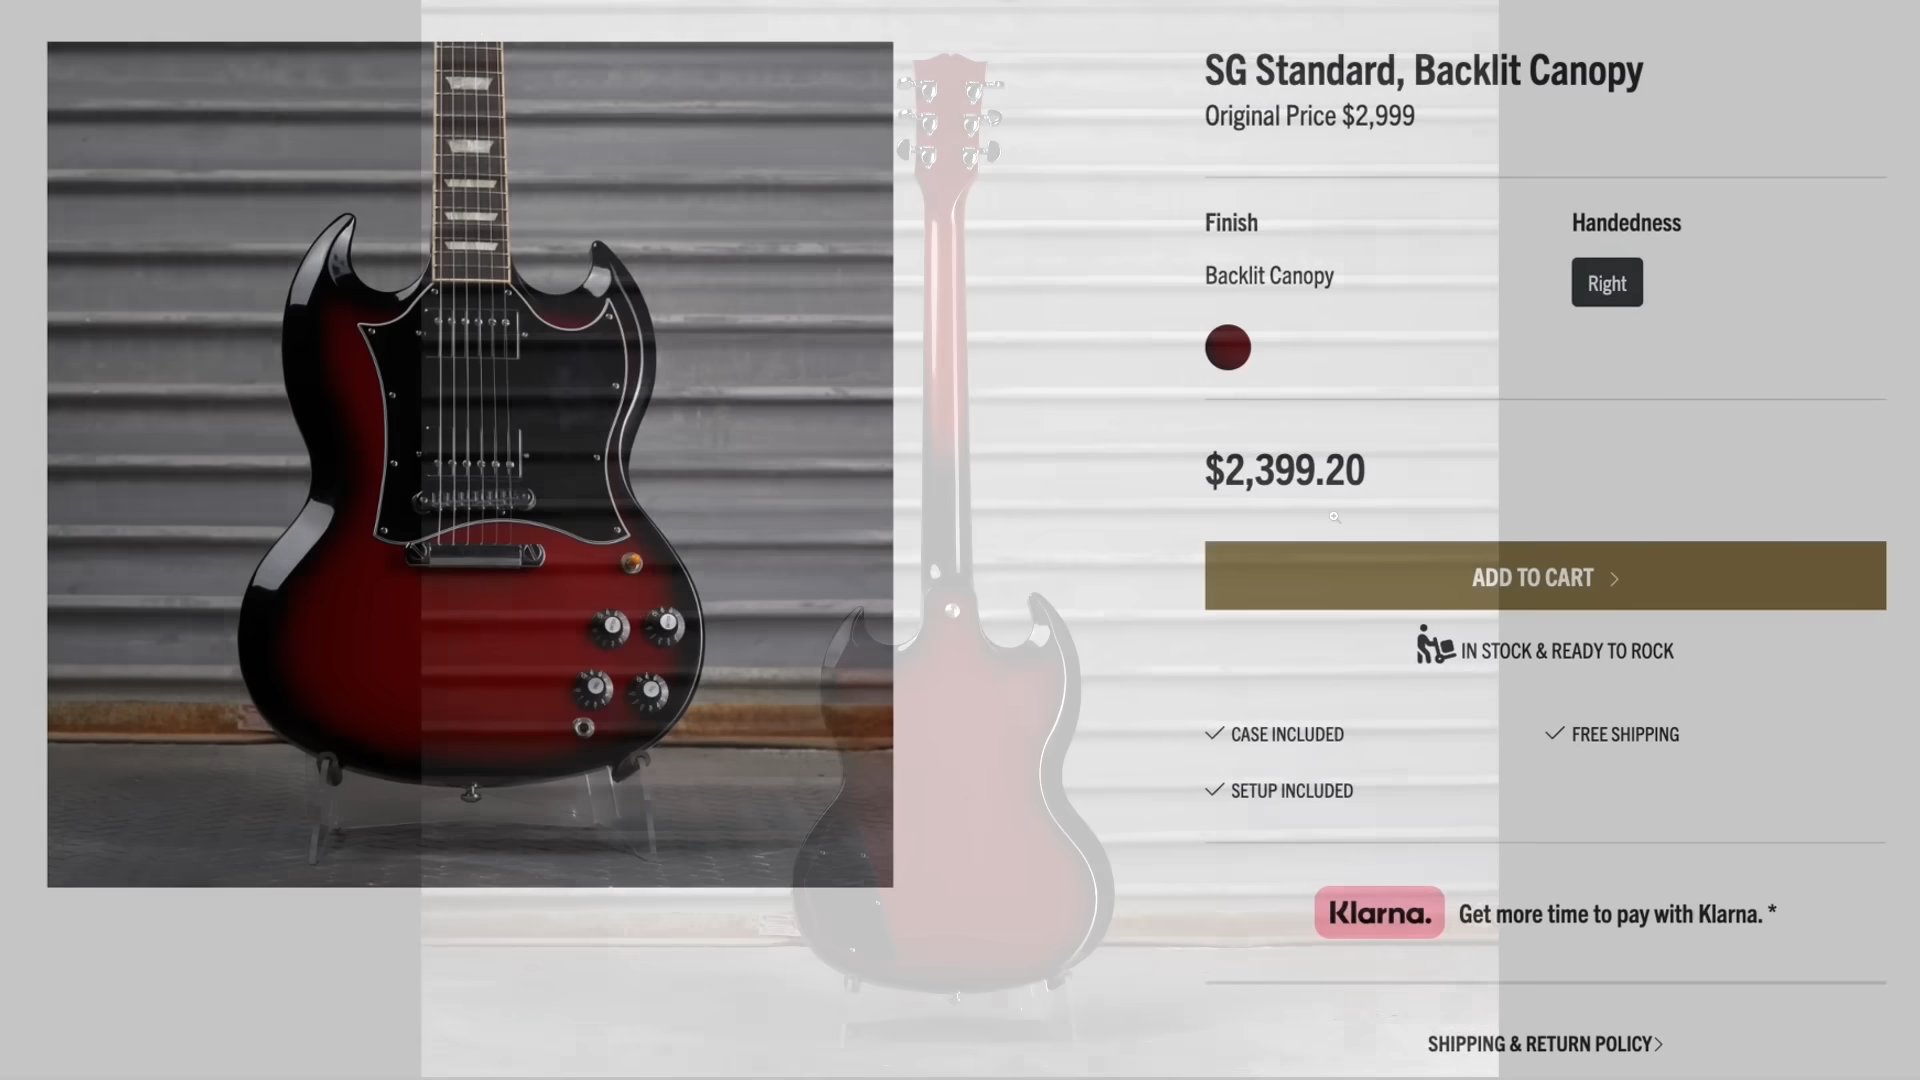 SG Standard, Backlit Canopy
Original Price $2,999
Finish
Handedness
Backlit Canopy
Right
$2,399.20
ADD TO CART
IN STOCK & READY TO ROCK
CASE INCLUDED
FREE SHIPPING
SETUP INCLUDED
Klarna.
Get more time to pay with Klarna. *
SHIPPING & RETURN POLICY